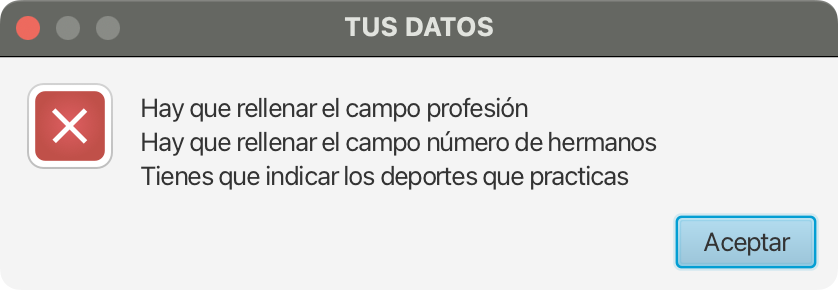 TUS DATOS
Hay que rellenar el campo profesión
Hay que rellenar el campo número de hermanos
Tienes que indicar los deportes que practicas
Aceptar